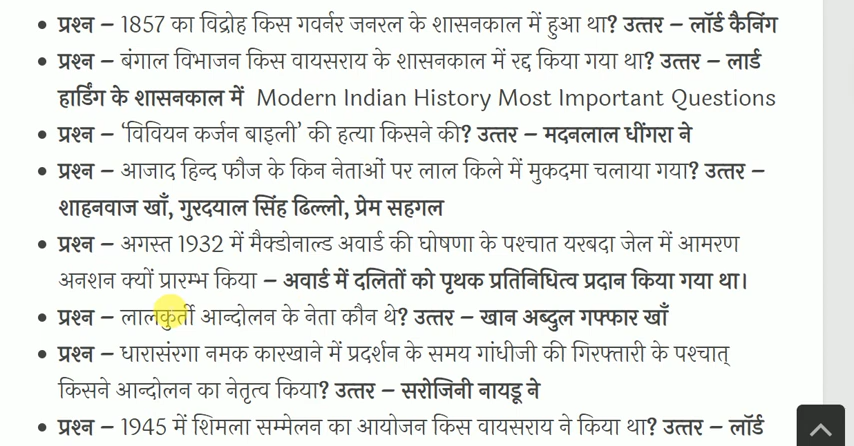 • प्रश्न – 1857 का विद्रोह किस गवर्नर जनरल के शासनकाल में हुआ था? उत्तर – लॉर्ड कैनिंग
• प्रश्न – बंगाल विभाजन किस वायसराय के शासनकाल में रद्द किया गया था? उत्तर – लार्ड
हार्डिंग के शासनकाल में Modern Indian History Most Important Questions
• प्रश्न – ‘विवियन कर्जन बाइली’ की हत्या किसने की? उत्तर – मदनलाल धींगरा ने
• प्रश्न – आजाद हिन्द फौज के किन नेताओं पर लाल किले में मुकदमा चलाया गया? उत्तर –
शाहनवाज खाँ, गुरदयाल सिंह ढिल्लो, प्रेम सहगल
• प्रश्न – अगस्त 1932 में मैक्डोनाल्ड अवार्ड की घोषणा के पश्चात यरबदा जेल में आमरण
अनशन क्यों प्रारम्भ किया – अवार्ड में दलितों को पृथक प्रतिनिधित्व प्रदान किया गया था।
• प्रश्न – लालकुर्ती आन्दोलन के नेता कौन थे? उत्तर – खान अब्दुल गफ्फार खाँ
• प्रश्न – धारासंरगा नमक कारखाने में प्रदर्शन के समय गांधीजी की गिरफ्तारी के पश्चात्
किसने आन्दोलन का नेतृत्व किया? उत्तर – सरोजिनी नायडू ने
• प्रश्न – 1945 में शिमला सम्मेलन का आयोजन किस वायसराय ने किया था? उत्तर – लॉर्ड